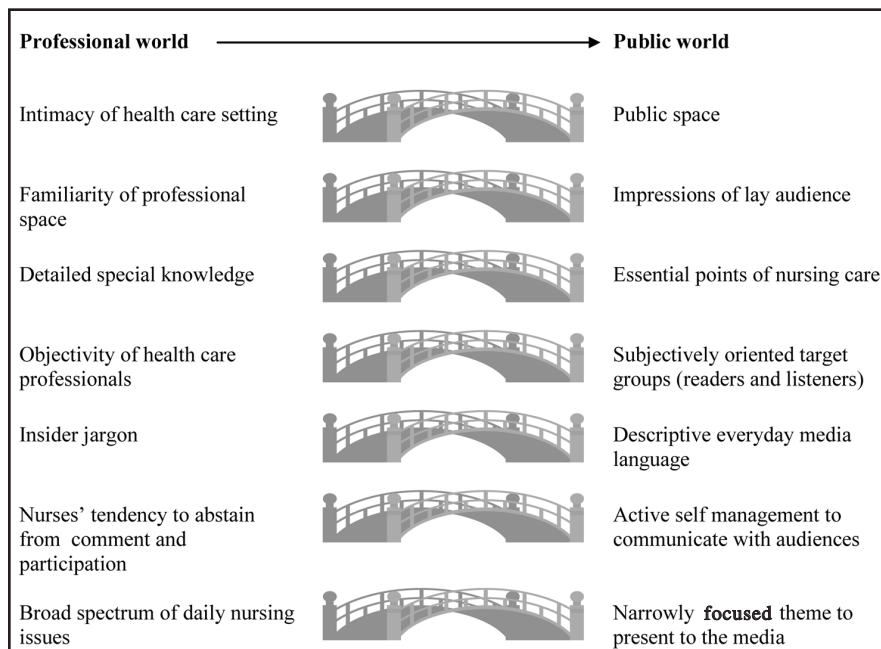 Professional world Public world
Intimacy of health care setting Public space
Familiarity of professional Impressions of lay audience
space
Detailed special knowledge Essential points of nursing care
Objectivity of health care Subjectively oriented target
professionals groups (readers and listeners)
Insider jargon Descriptive everyday media
language
Nurses’ tendency to abstain Active self management to
from comment and communicate with audiences
participation
Broad spectrum of daily nursing Narrowly focused theme to
issues present to the media